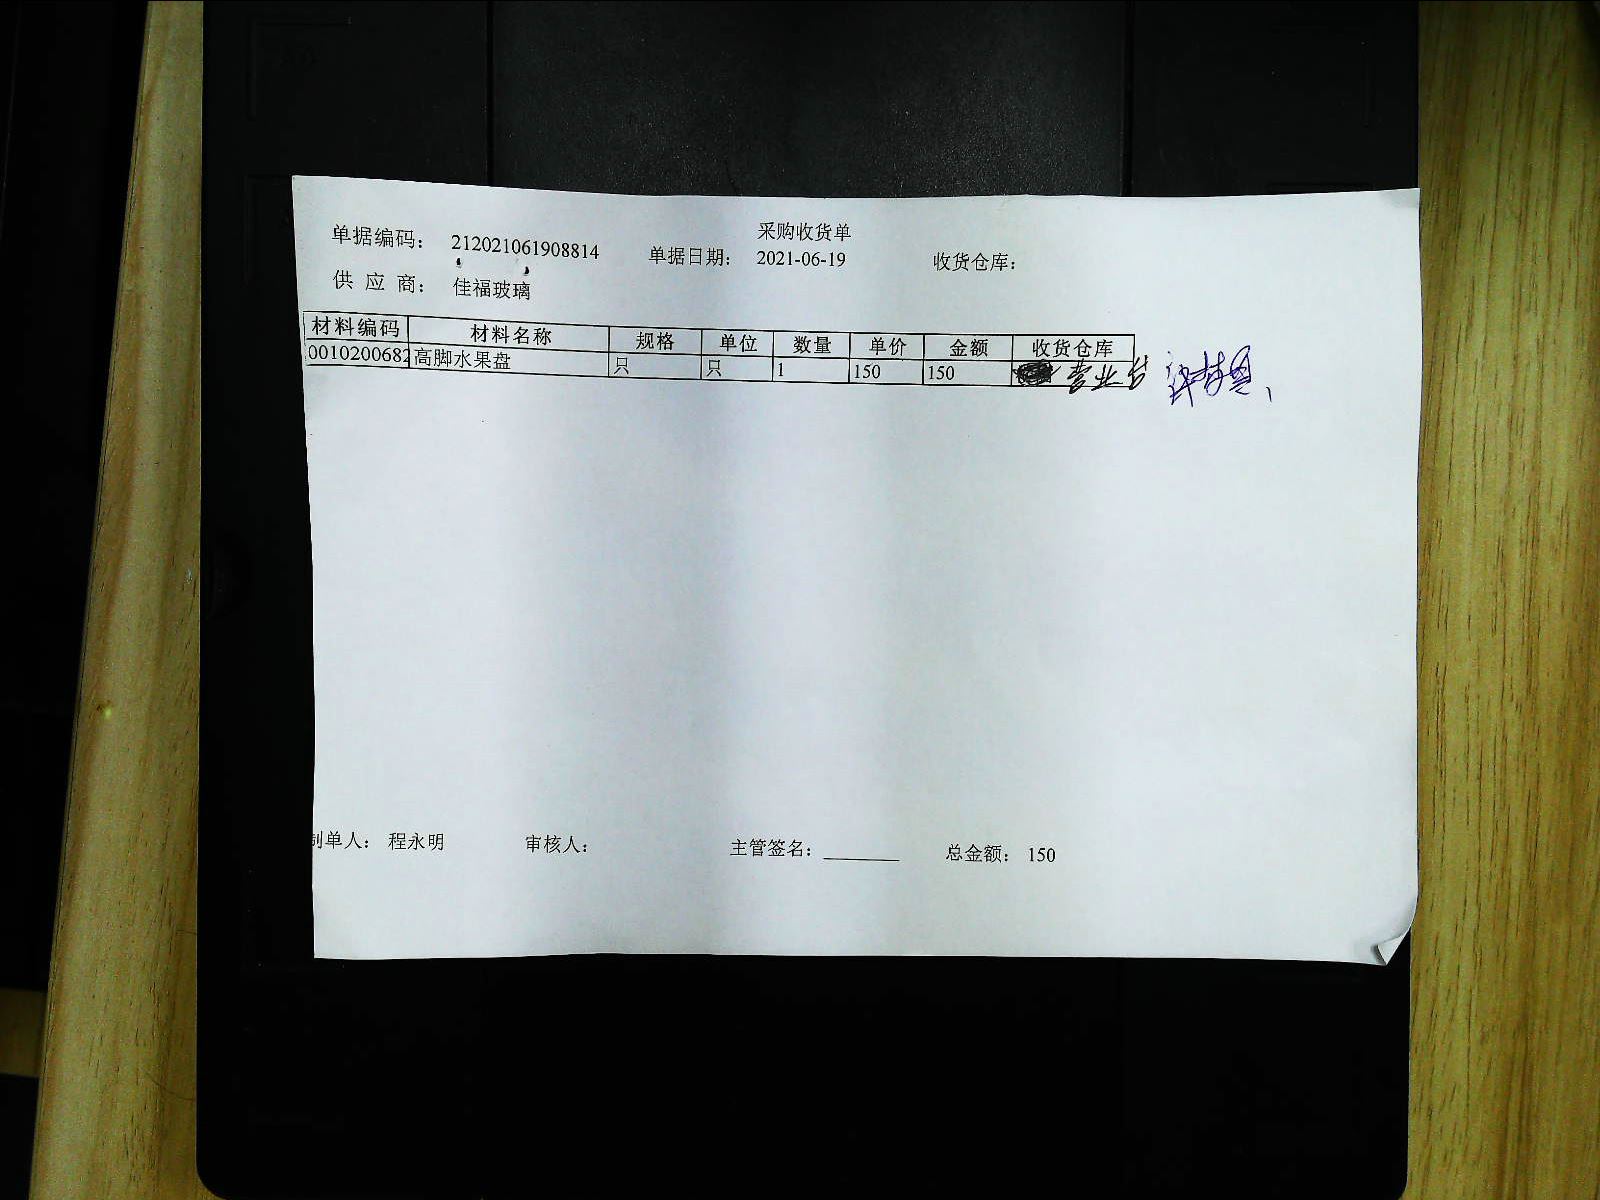 采购收货单
单据编码： 212021061908814 单据日期： 2021-06-19 收货仓库：
供 应 商： 佳福玻璃
材料编码 材料名称 规格 单位 数量 单价 金额 收货仓库
0010200682 高脚水果盘 只 只 1 150 150 营业台
制单人： 程永明 审核人： 主管签名： 总金额： 150